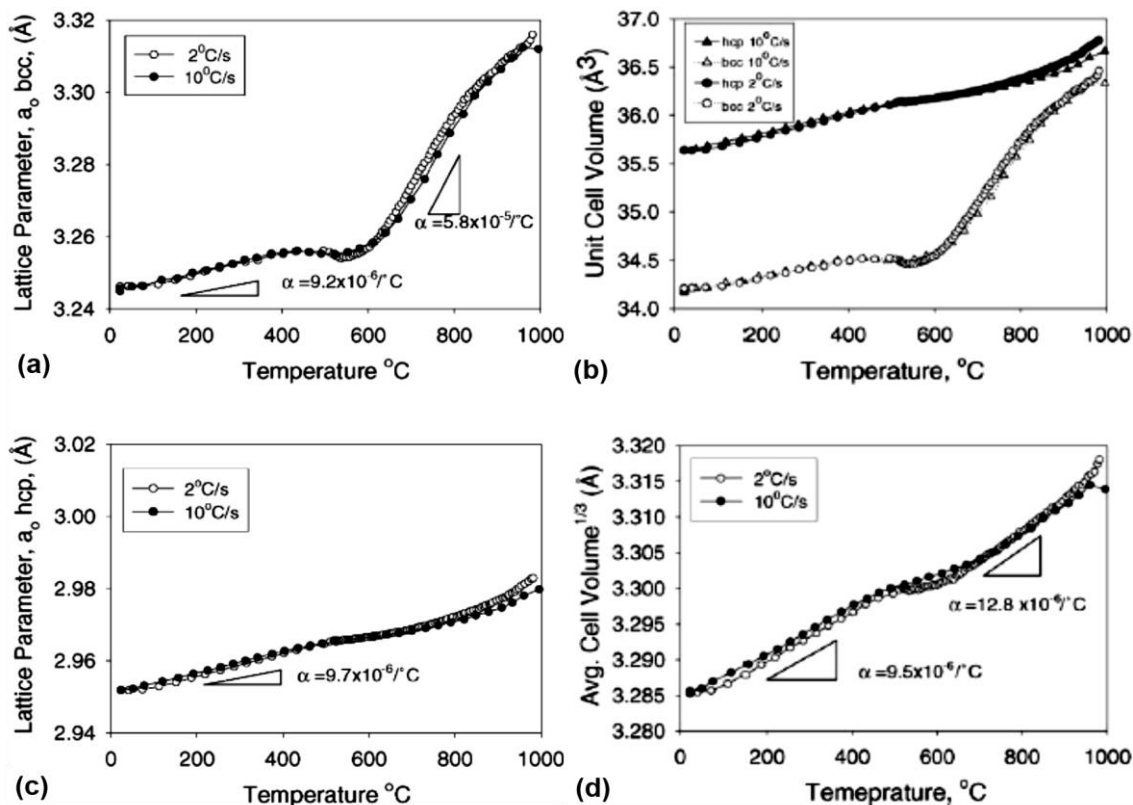 3.32
3.30
3.28
3.26
3.24
Lattice Parameter, aₒ bcc, (Å)
2⁰C/s
10⁰C/s
α =5.8x10⁻⁵/°C
α =9.2x10⁻⁶/°C
0 200 400 600 800 1000
Temperature °C
(a)
37.0
36.5
36.0
35.5
35.0
34.5
34.0
Unit Cell Volume (Å³)
hcp 10⁰C/s
bcc 10⁰C/s
hcp 2⁰C/s
bcc 2⁰C/s
0 200 400 600 800 1000
Temperature, °C
(b)
3.02
3.00
2.98
2.96
2.94
Lattice Parameter, aₒ hcp, (Å)
2⁰C/s
10⁰C/s
α =9.7x10⁻⁶/°C
0 200 400 600 800 1000
Temperature °C
(c)
3.320
3.315
3.310
3.305
3.300
3.295
3.290
3.285
3.280
Avg. Cell Volume¹/³ (Å)
2⁰C/s
10⁰C/s
α =12.8 x10⁻⁶/°C
α =9.5x10⁻⁶/°C
0 200 400 600 800 1000
Temeprature, °C
(d)